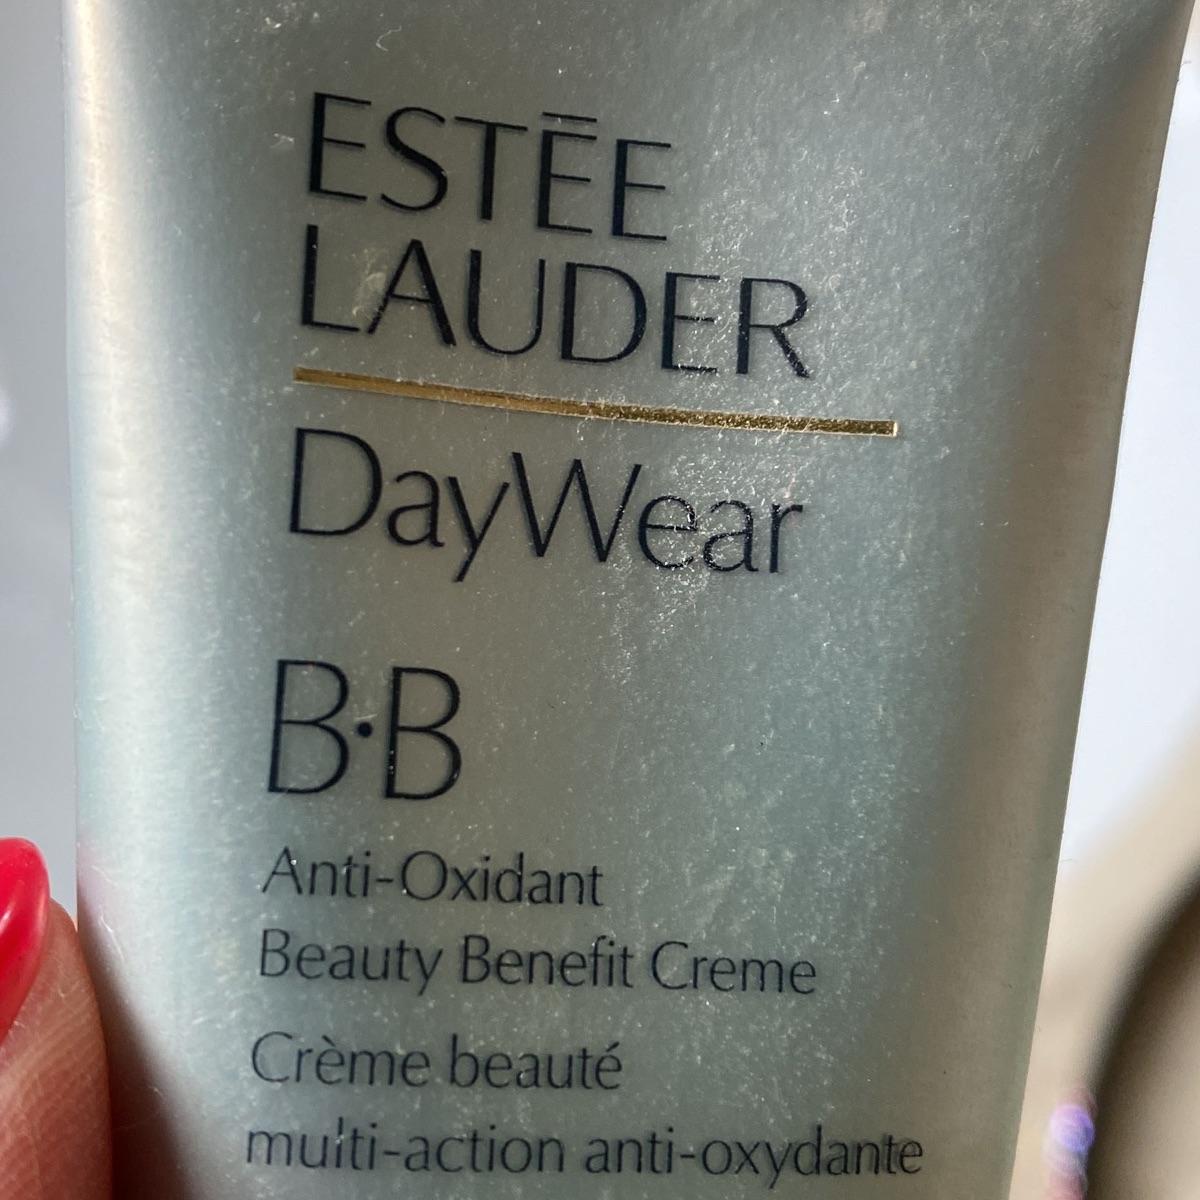 ESTĒE
LAUDER
DayWear
B·B
Anti-Oxidant
Beauty Benefit Creme
Crème beauté
multi-action anti-oxydante